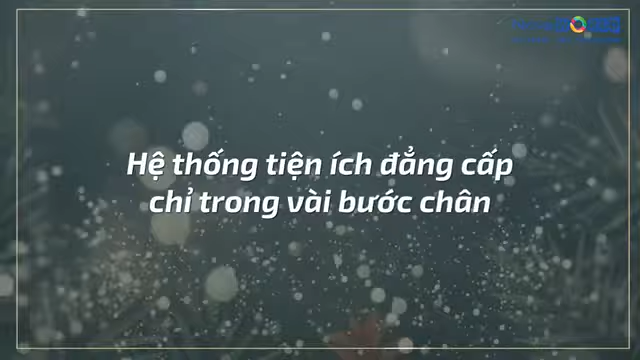 Hệ thống tiện ích đẳng cấp
chỉ trong vài bước chân